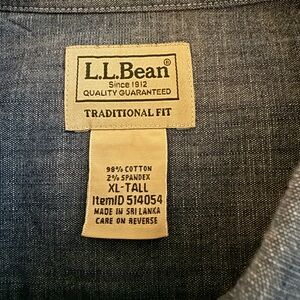 L.L.Bean®
Since 1912
QUALITY GUARANTEED
TRADITIONAL FIT
98% COTTON
2% SPANDEX
XL-TALL
ItemID 514054
MADE IN SRI LANKA
CARE ON REVERSE